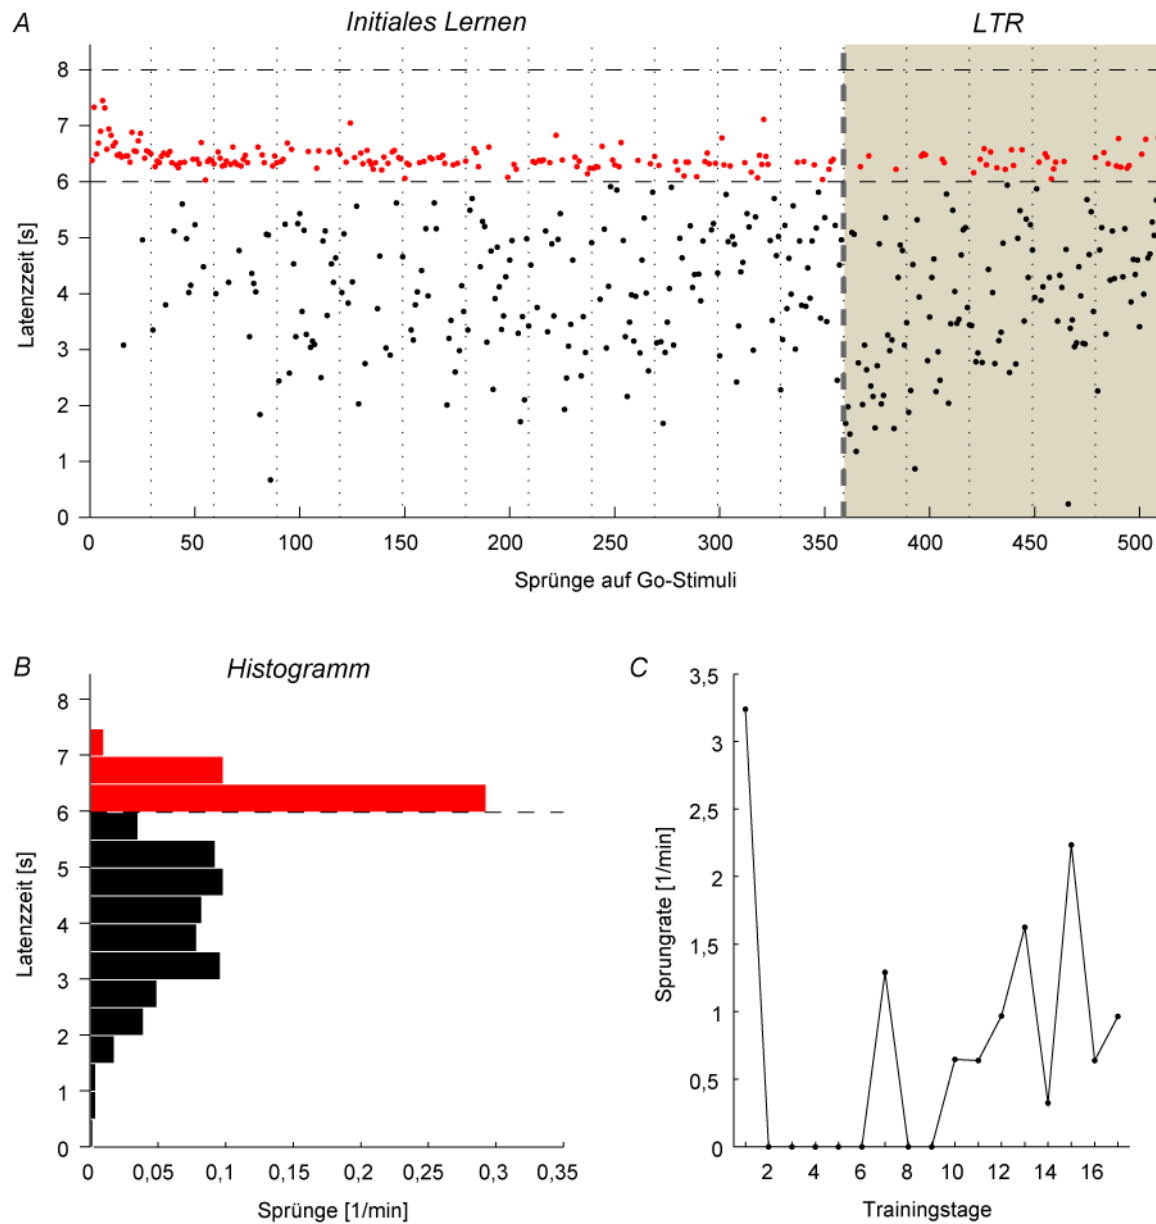 A
Initiales Lernen
LTR
Latenzzeit [s]
8
7
6
5
4
3
2
1
0
0 50 100 150 200 250 300 350 400 450 500
Sprünge auf Go-Stimuli
B
Histogramm
Latenzzeit [s]
8
7
6
5
4
3
2
1
0
0 0,1 0,15 0,2 0,25 0,3 0,35
Sprünge [1/min]
C
Sprungrate [1/min]
3,5
3
2,5
2
1,5
1
0,5
0
2 4 6 8 10 12 14 16
Trainingstage